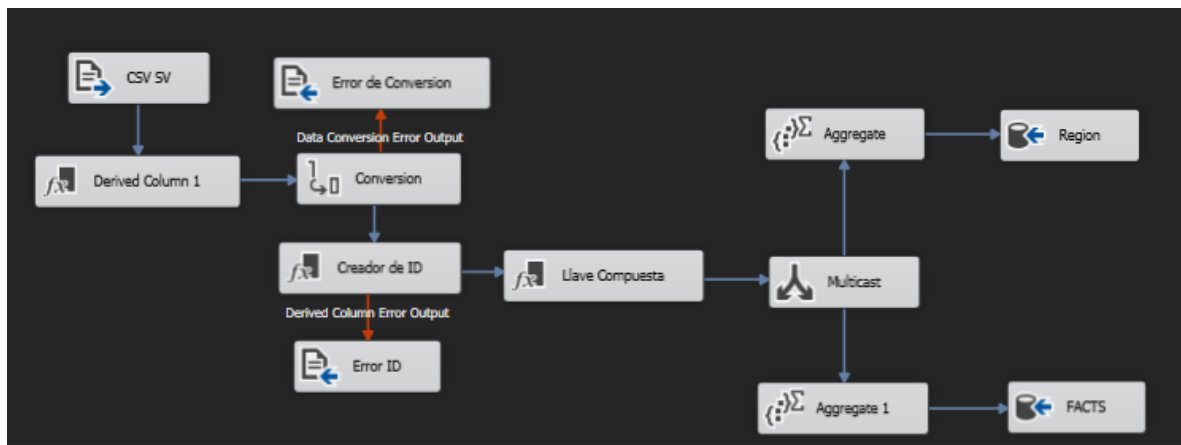 CSV SV
Error de Conversion
Data Conversion Error Output
Derived Column 1
Conversion
Creador de ID
Derived Column Error Output
Error ID
Llave Compuesta
Multicast
Aggregate
Region
Aggregate 1
FACTS